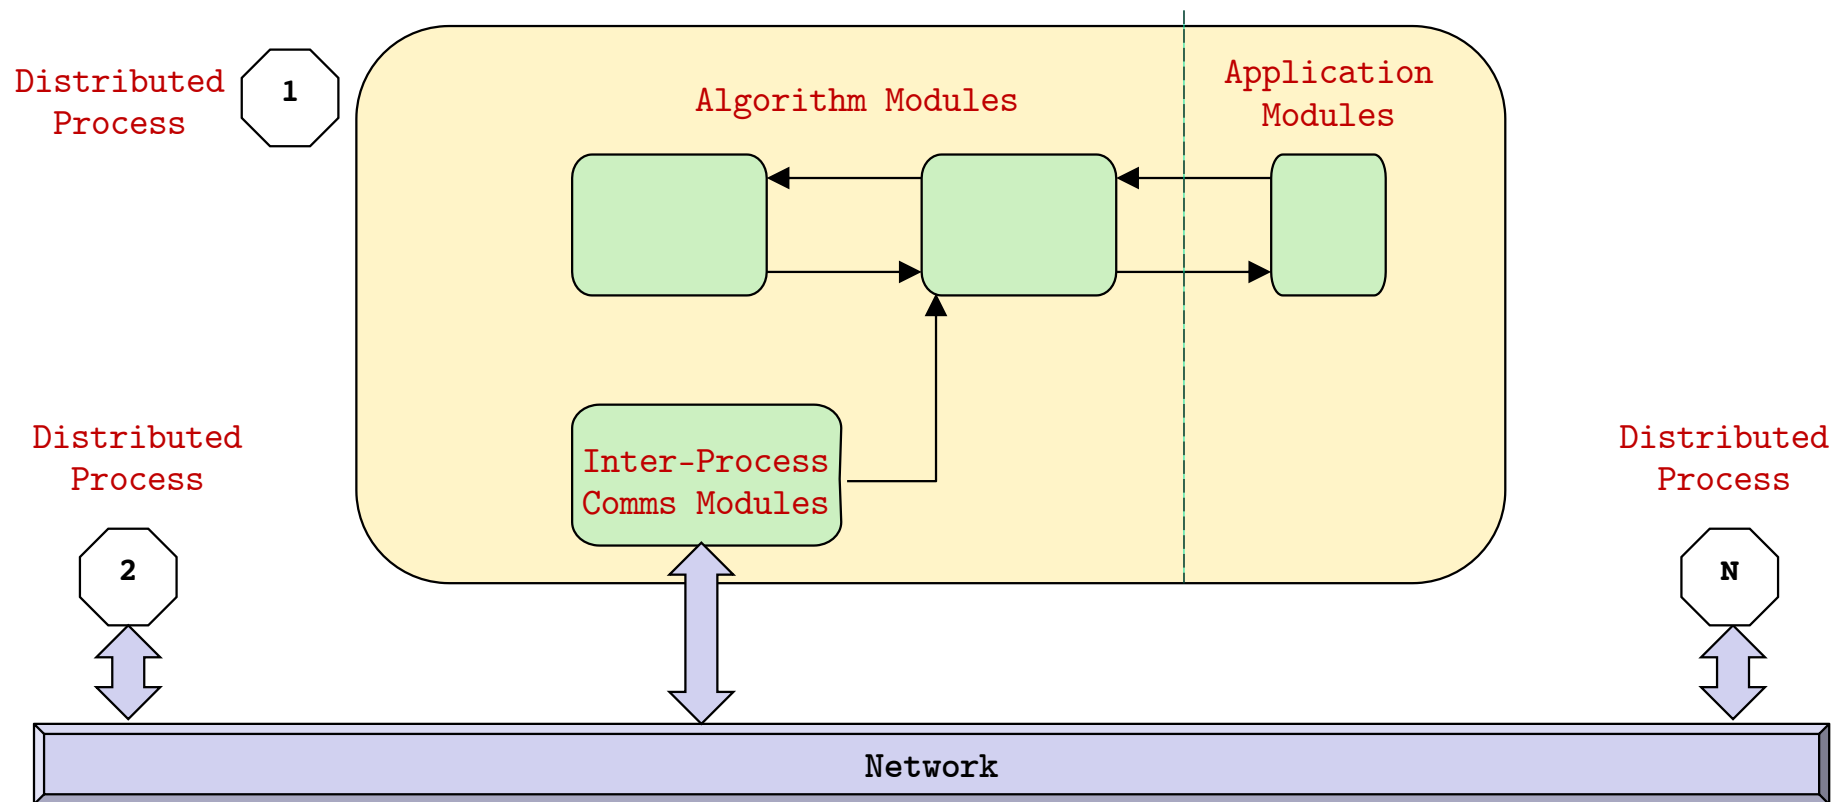 Distributed
Process
1
Algorithm Modules
Application
Modules
Inter-Process
Comms Modules
Distributed
Process
2
Distributed
Process
N
Network